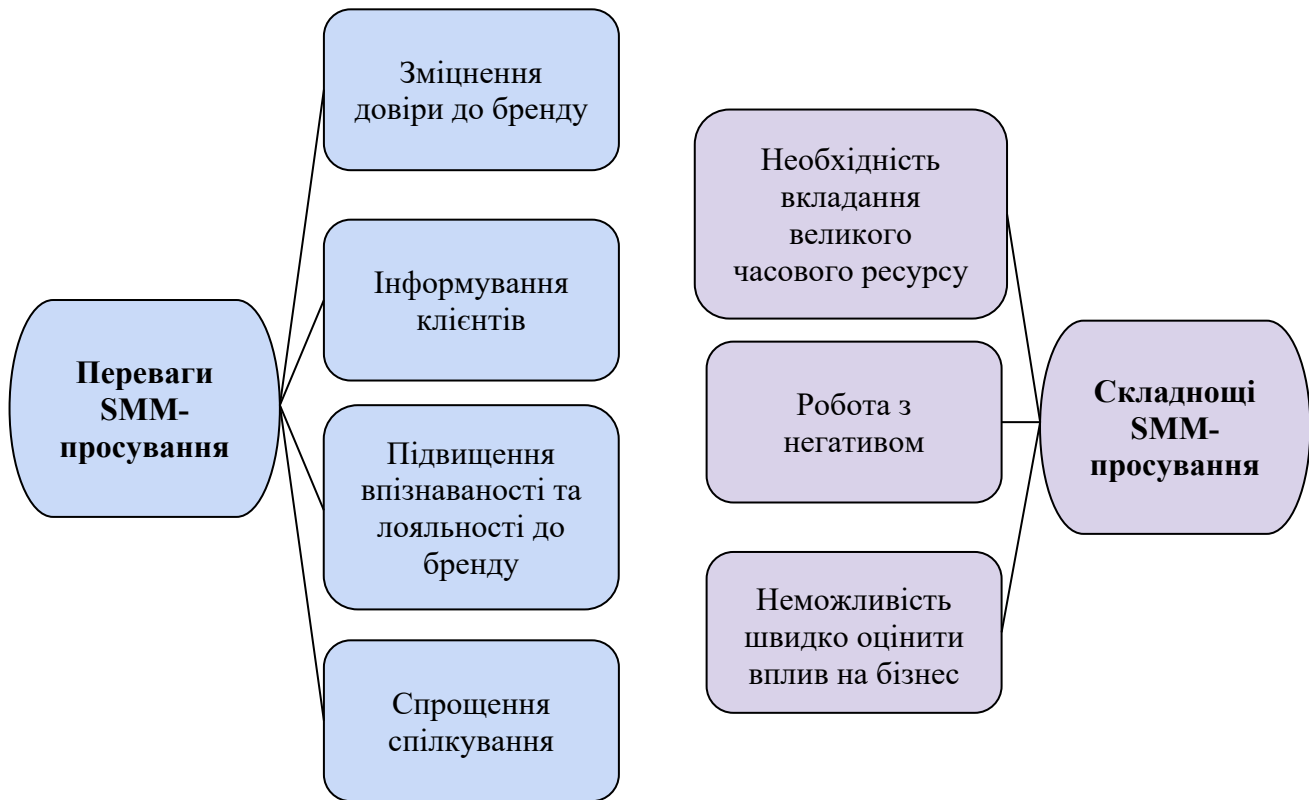 Переваги
SMM-
просування
Зміцнення
довіри до бренду
Інформування
клієнтів
Підвищення
впізнаваності та
лояльності до
бренду
Спрощення
спілкування
Необхідність
вкладання
великого
часового ресурсу
Робота з
негативом
Неможливість
швидко оцінити
вплив на бізнес
Складнощі
SMM-
просування